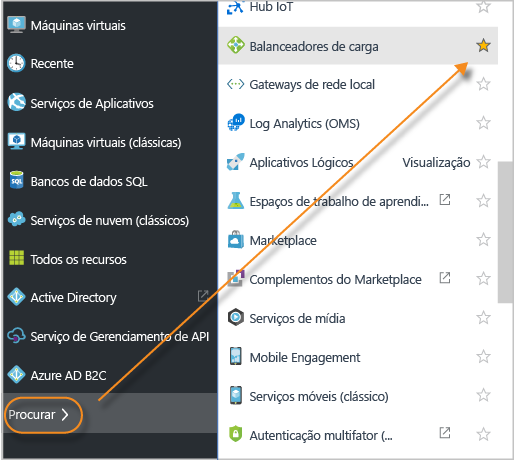 Máquinas virtuais
Recente
Serviços de Aplicativos
Máquinas virtuais (clássicas)
Bancos de dados SQL
Serviços de nuvem (clássicos)
Todos os recursos
Active Directory
Serviço de Gerenciamento de API
Azure AD B2C
Procurar
Hub IoT
Balanceadores de carga
Gateways de rede local
Log Analytics (OMS)
Aplicativos Lógicos Visualização
Espaços de trabalho de aprendi...
Marketplace
Complementos do Marketplace
Serviços de mídia
Mobile Engagement
Serviços móveis (clássico)
Autenticação multifator (...